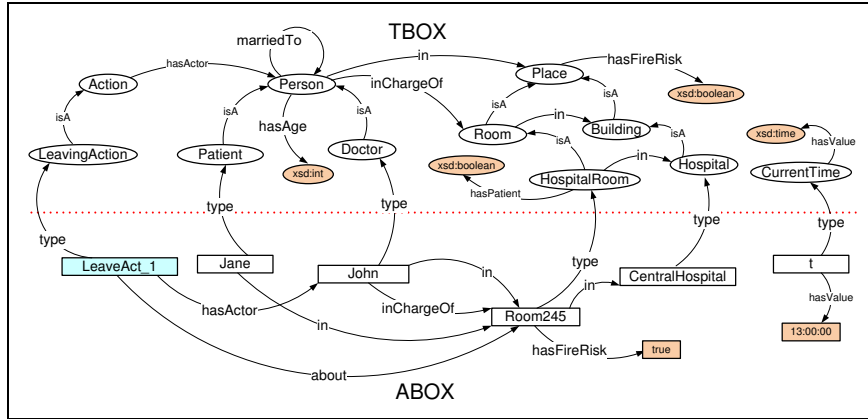 TBOX
marriedTo
in
hasFireRisk
hasActor
Person
Place
Action
inChargeOf
xsd:boolean
isA
isA
isA
isA
isA
hasAge
Room
in
Building
xsd:time
hasValue
LeavingAction
Patient
Doctor
isA
in
isA
xsd:boolean
Hospital
xsd:int
hasPatient
HospitalRoom
CurrentTime
type
type
type
type
type
type
LeaveAct_1
Jane
John
in
type
CentralHospital
t
in
hasActor
inChargeOf
hasValue
Room245
in
13:00:00
hasFireRisk
true
about
ABOX